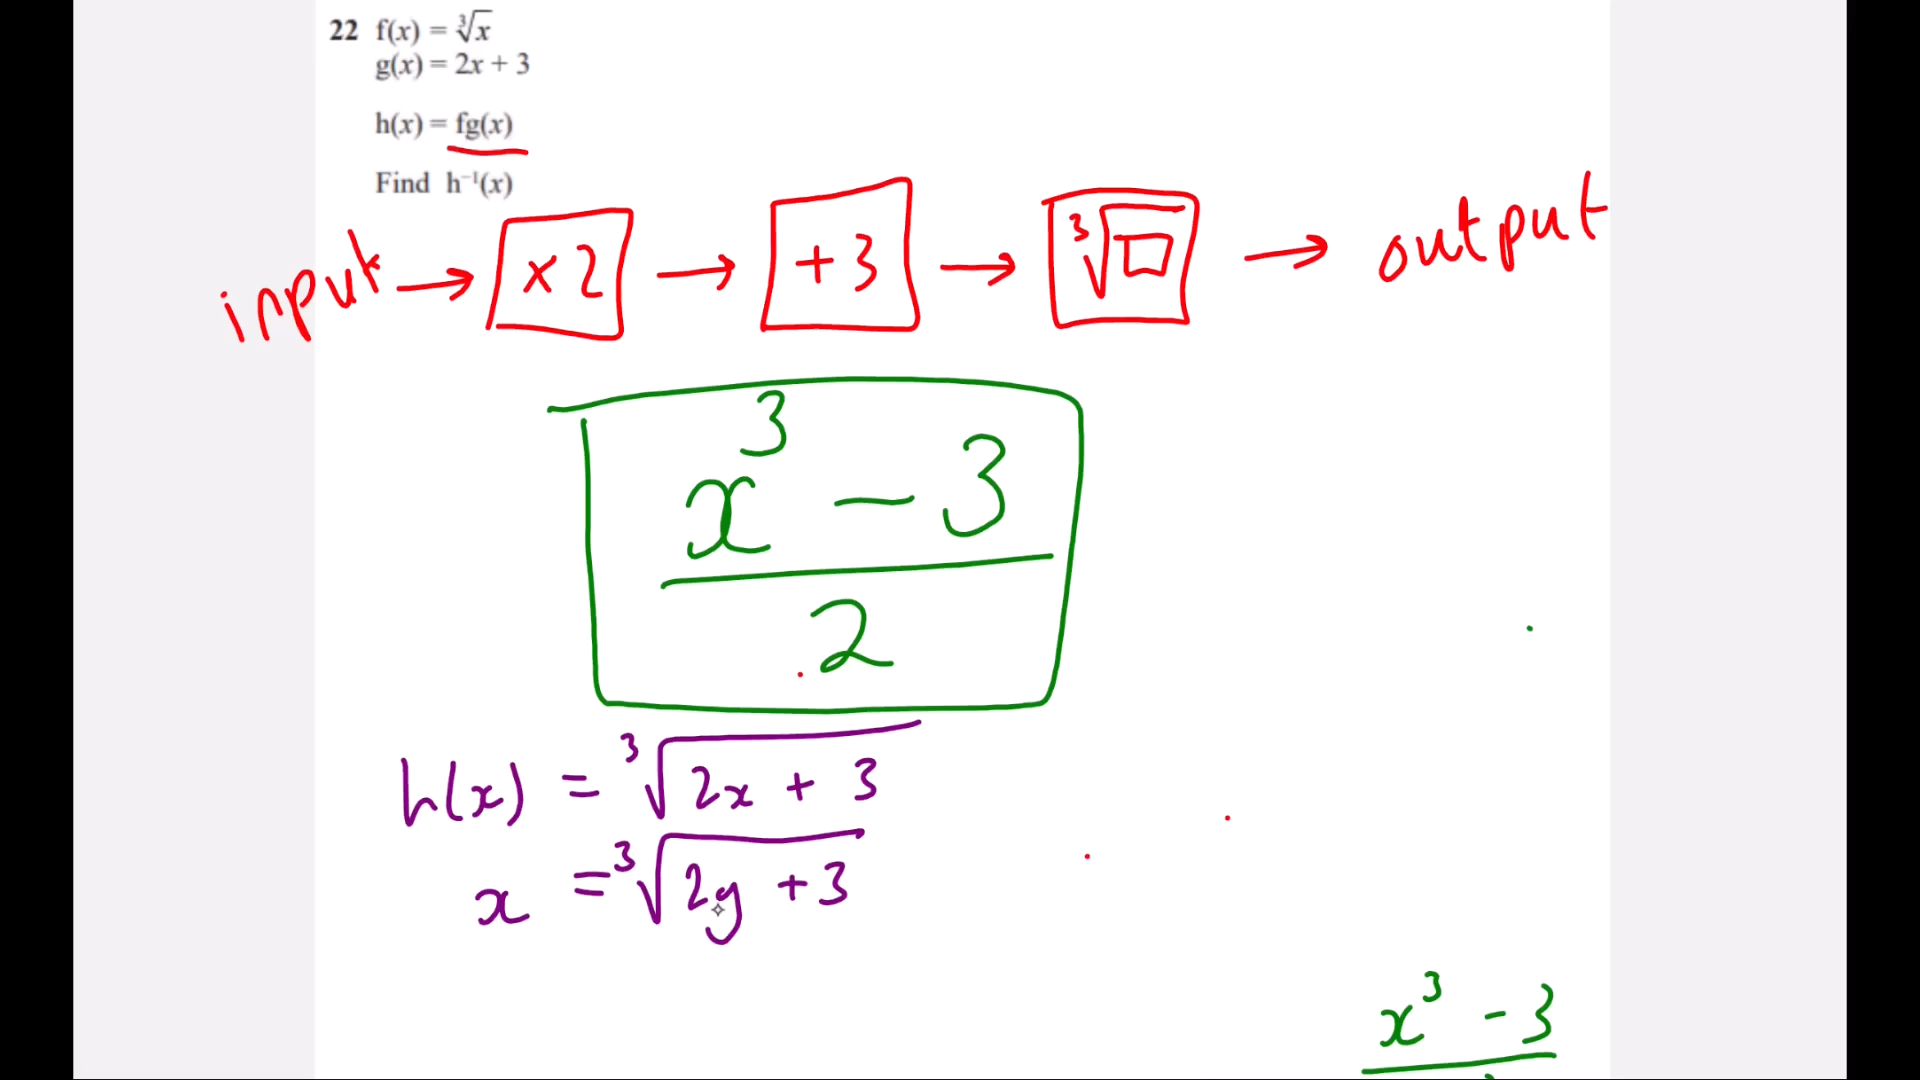 22 f(x) = ∛x
g(x) = 2x + 3
h(x) = fg(x)
Find h⁻¹(x)
input → × 2 → + 3 → ∛□ → output
x³ − 3
2
h(x) = ∛(2x + 3)
x = ∛(2y + 3)
x³ − 3